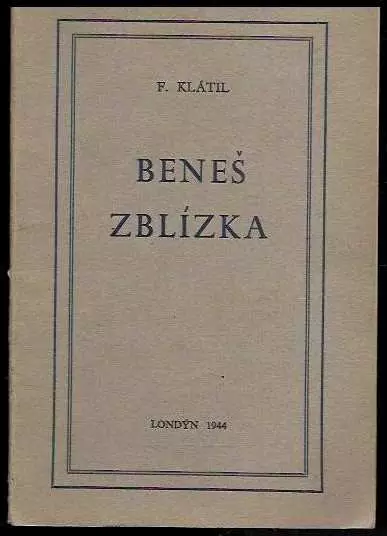 F. KLÁTIL
BENEŠ
ZBLÍZKA
LONDÝN 1944